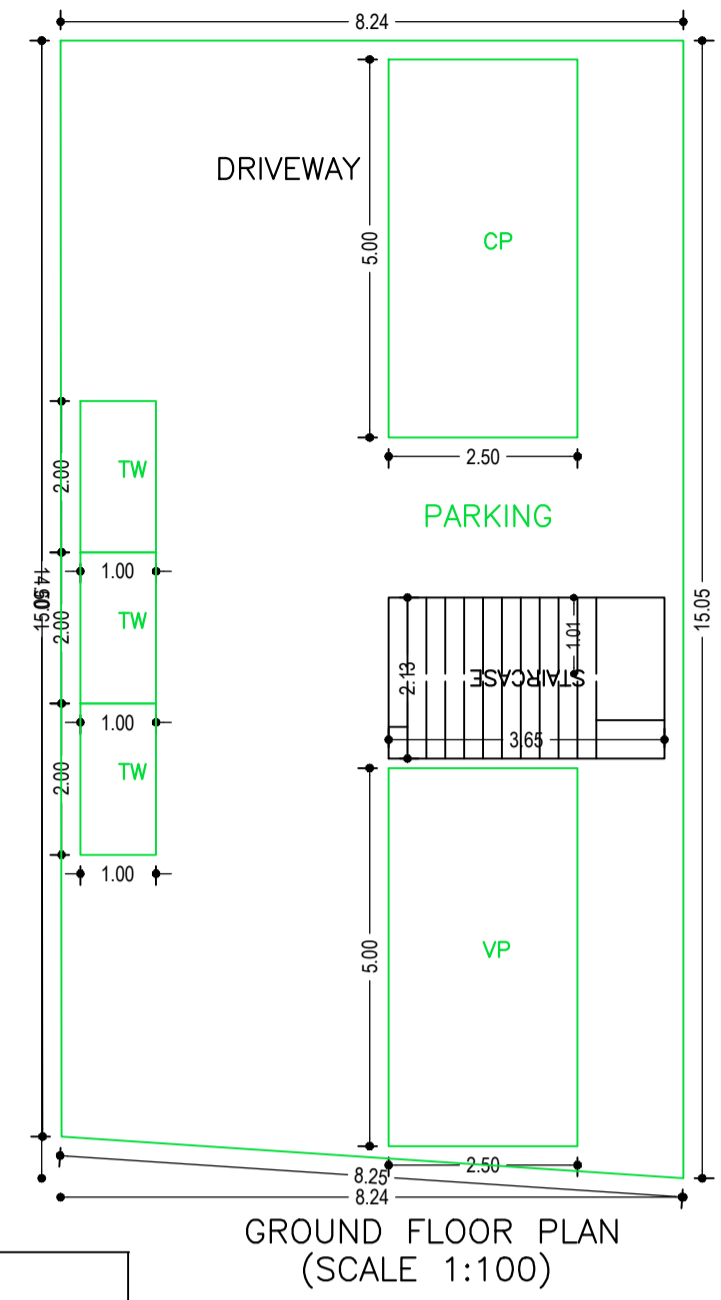 8.24
DRIVEWAY
5.00
CP
2.50
2.00
TW
PARKING
1.00
15.05
2.00
TW
1.01
2.13
STAIRCASE
1.00
3.65
2.00
TW
1.00
5.00
VP
2.50
8.25
8.24
GROUND FLOOR PLAN
(SCALE 1:100)